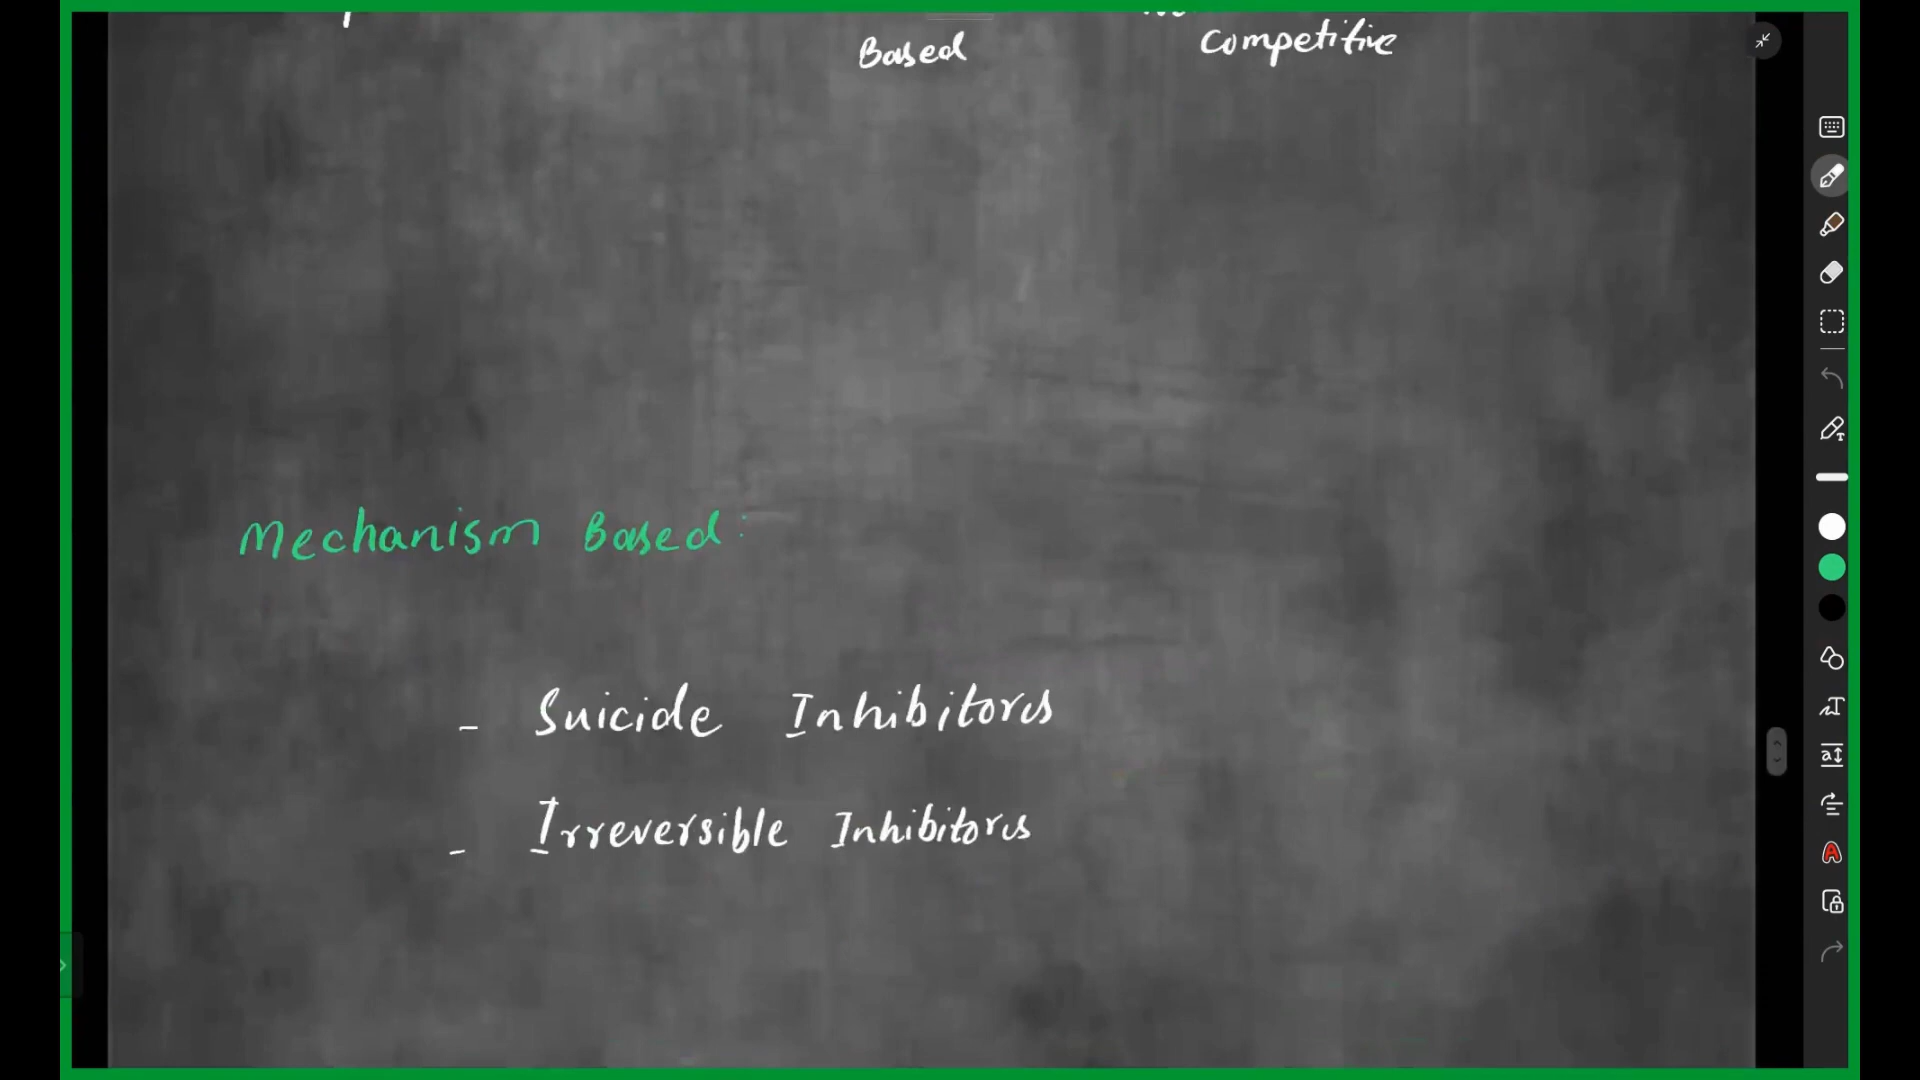 Based
Competitive
Mechanism Based:
- Suicide Inhibitors
- Irreversible Inhibitors